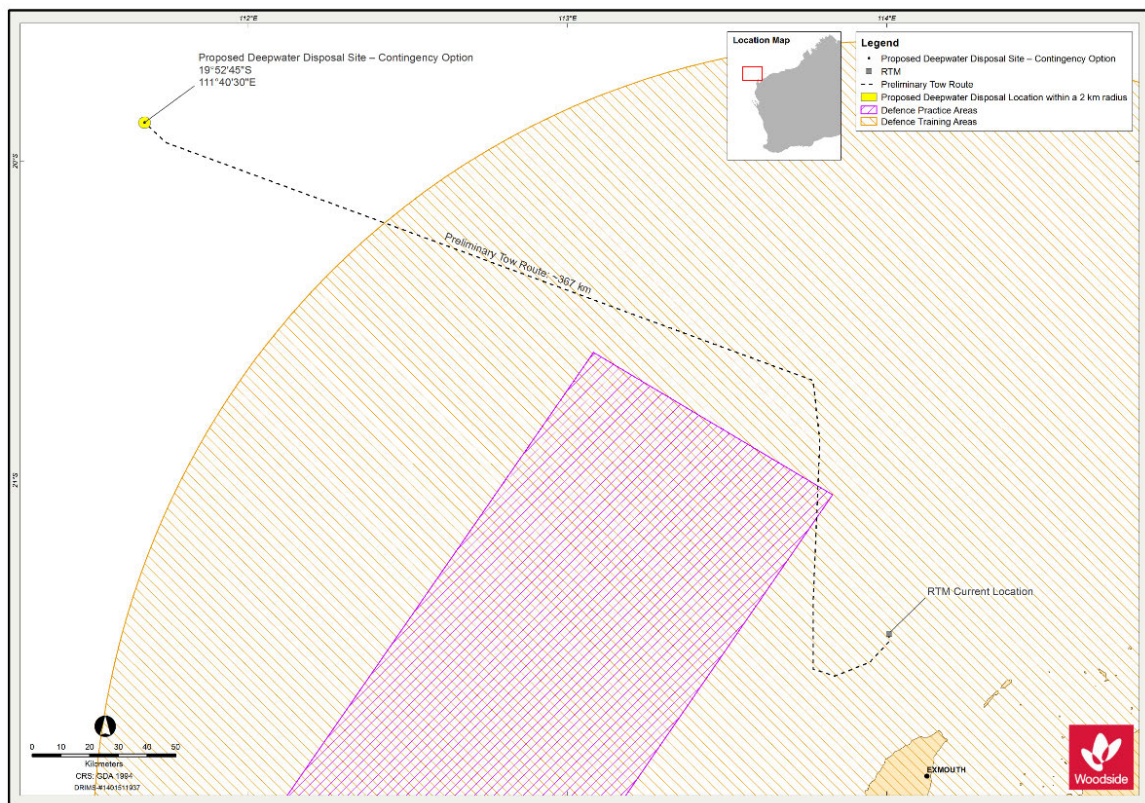 112°E
113°E
114°E
Proposed Deepwater Disposal Site – Contingency Option
19°52'45"S
111°40'30"E
Location Map
Legend
Proposed Deepwater Disposal Site – Contingency Option
RTM
Preliminary Tow Route
Proposed Deepwater Disposal Location within a 2 km radius
Defence Practice Areas
Defence Training Areas
20°S
Preliminary Tow Route: ~367 km
21°S
RTM Current Location
0 10 20 30 40 50
Kilometers
CRS: GDA 1994
DRIMS-#1401511937
EXMOUTH
Woodside